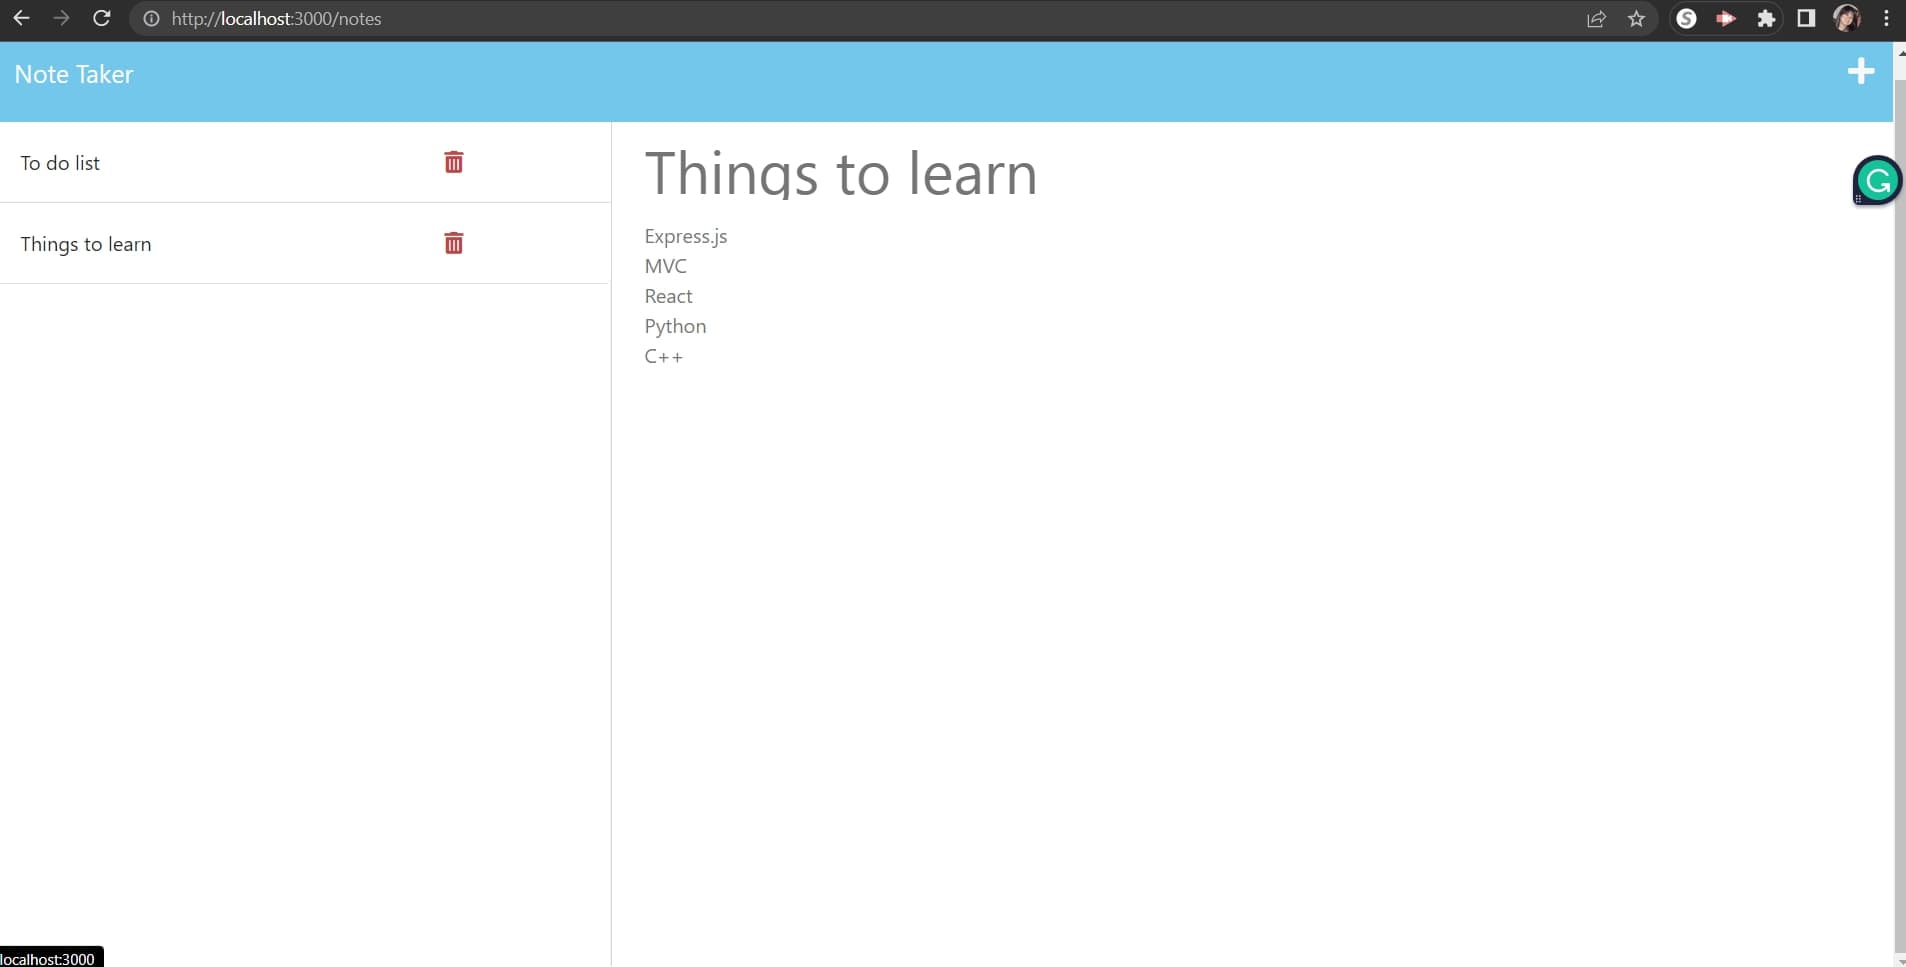 http://localhost:3000/notes
Note Taker
To do list
Things to learn
Things to learn
Express.js
MVC
React
Python
C++
localhost:3000